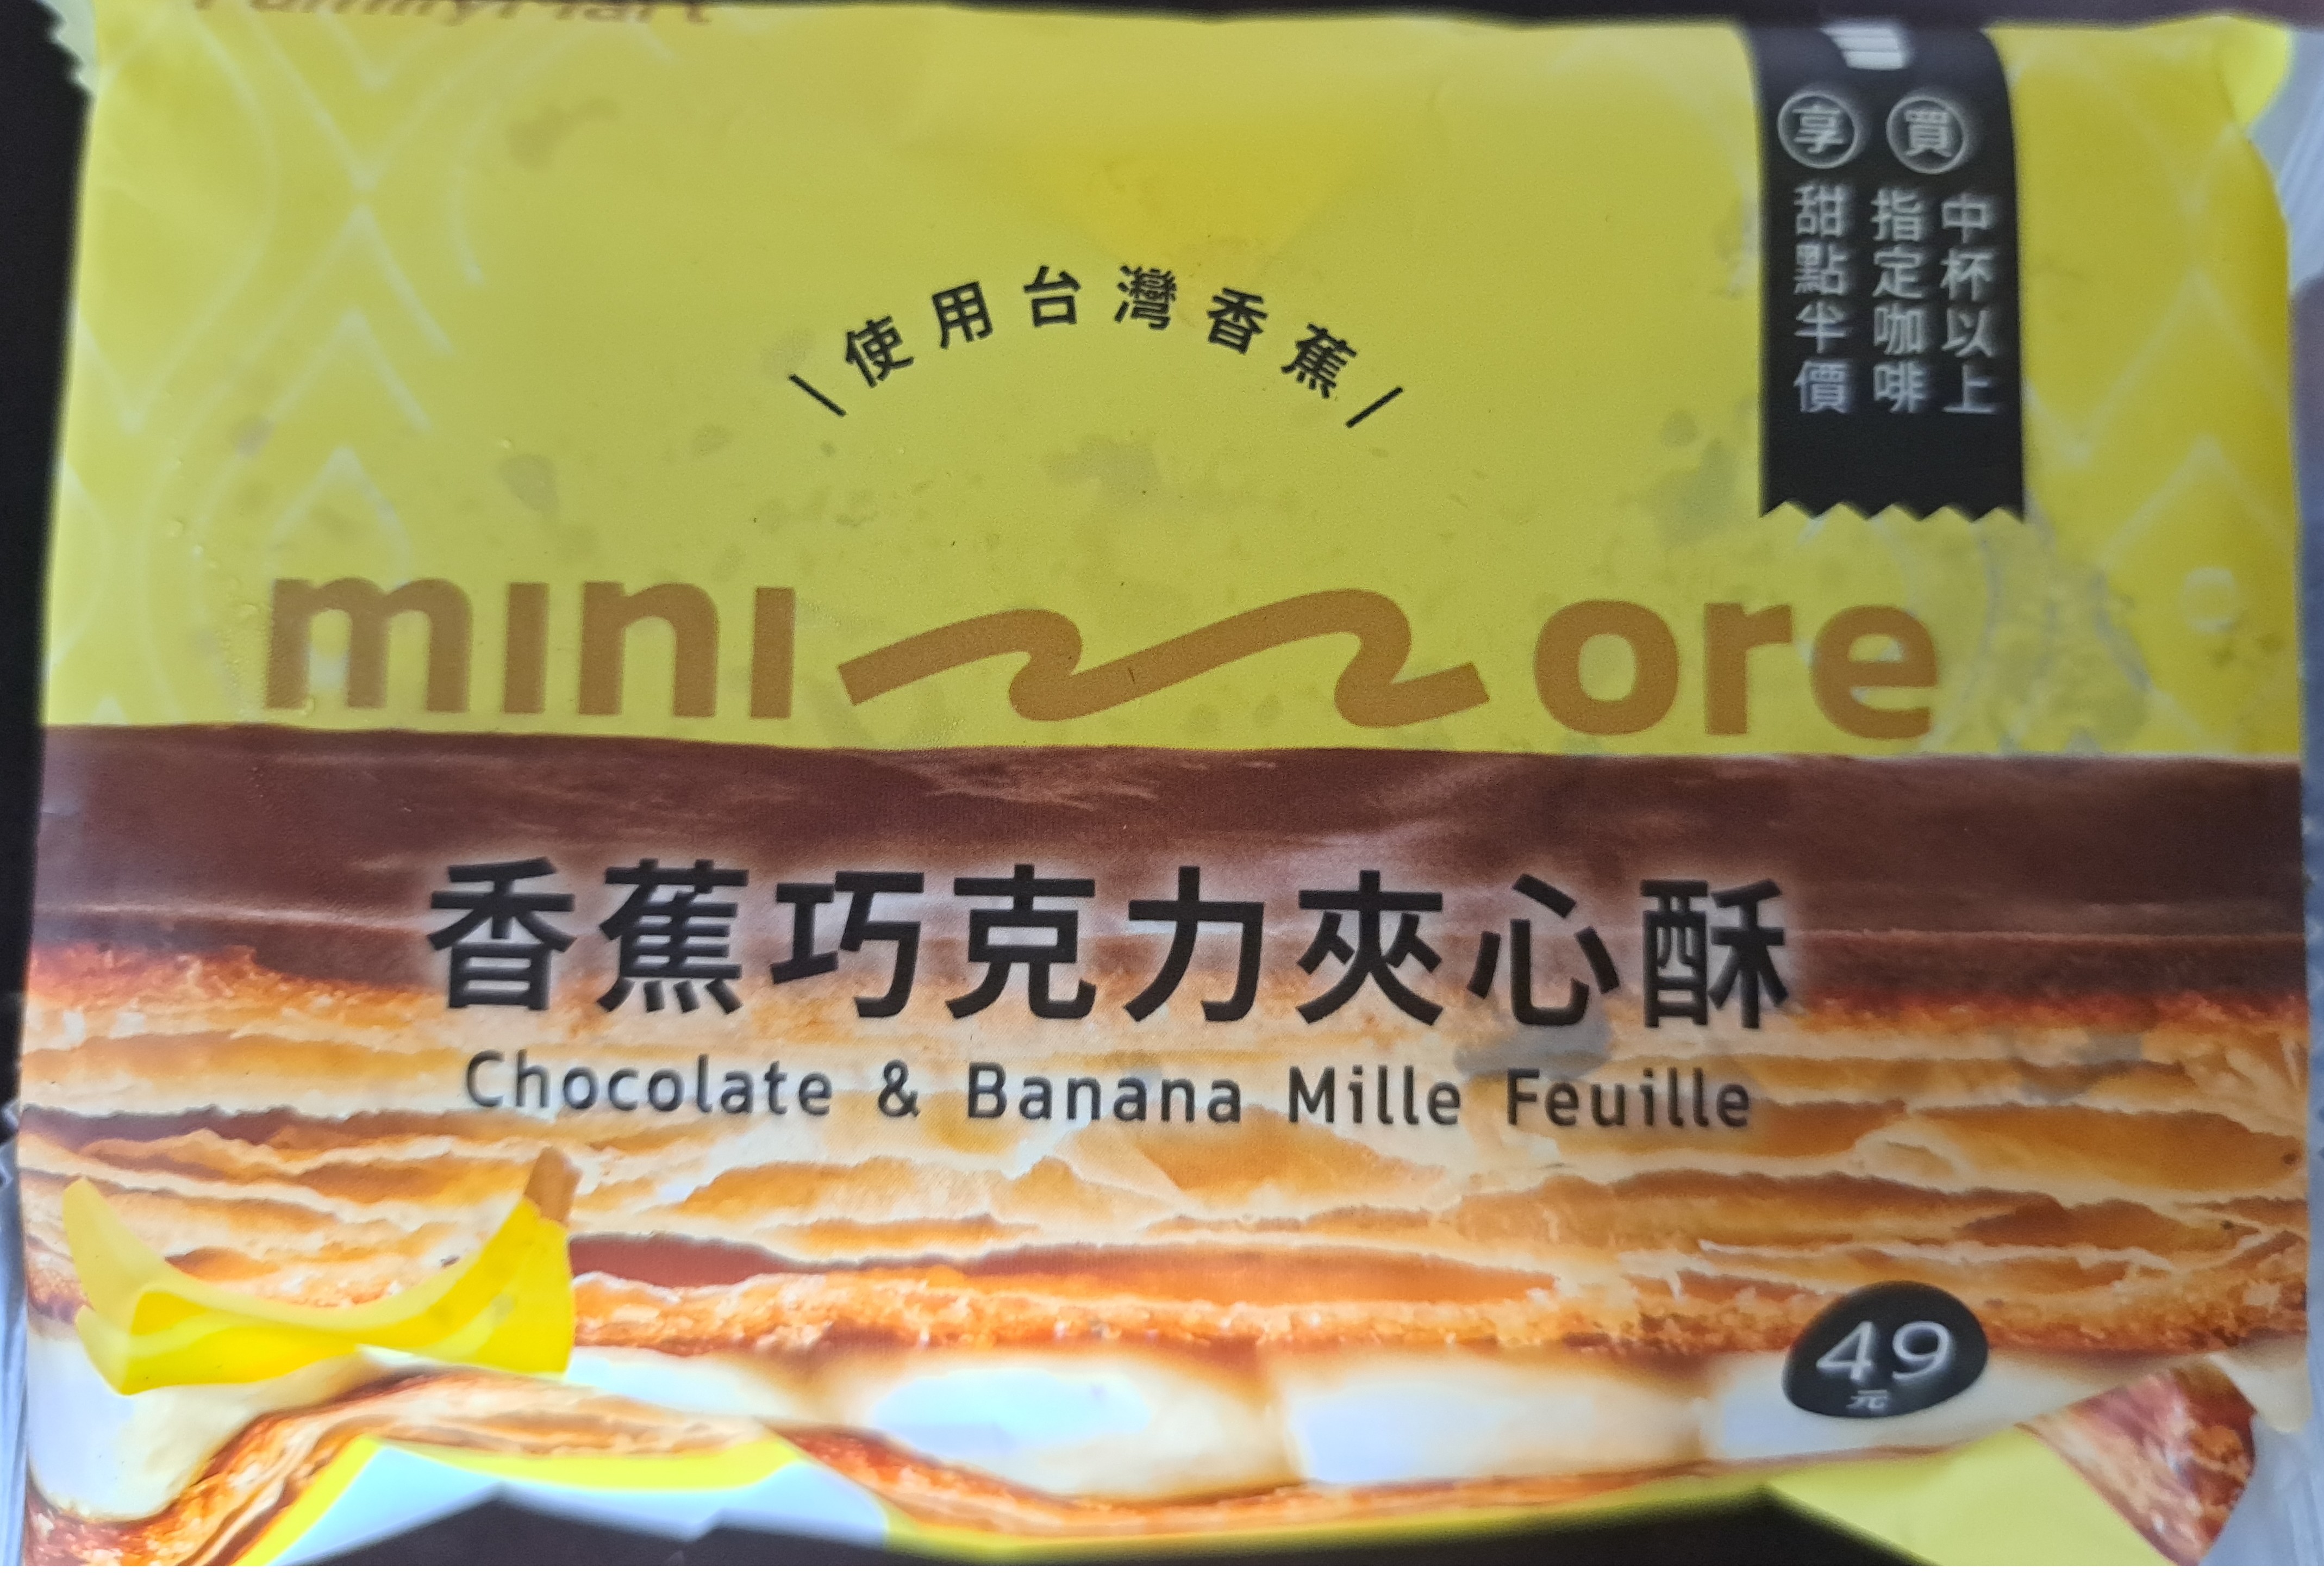 FamilyMart
買 中杯以上
指定咖啡
享 甜點半價
\使用台灣香蕉/
mini more
香蕉巧克力夾心酥
Chocolate & Banana Mille Feuille
49
元